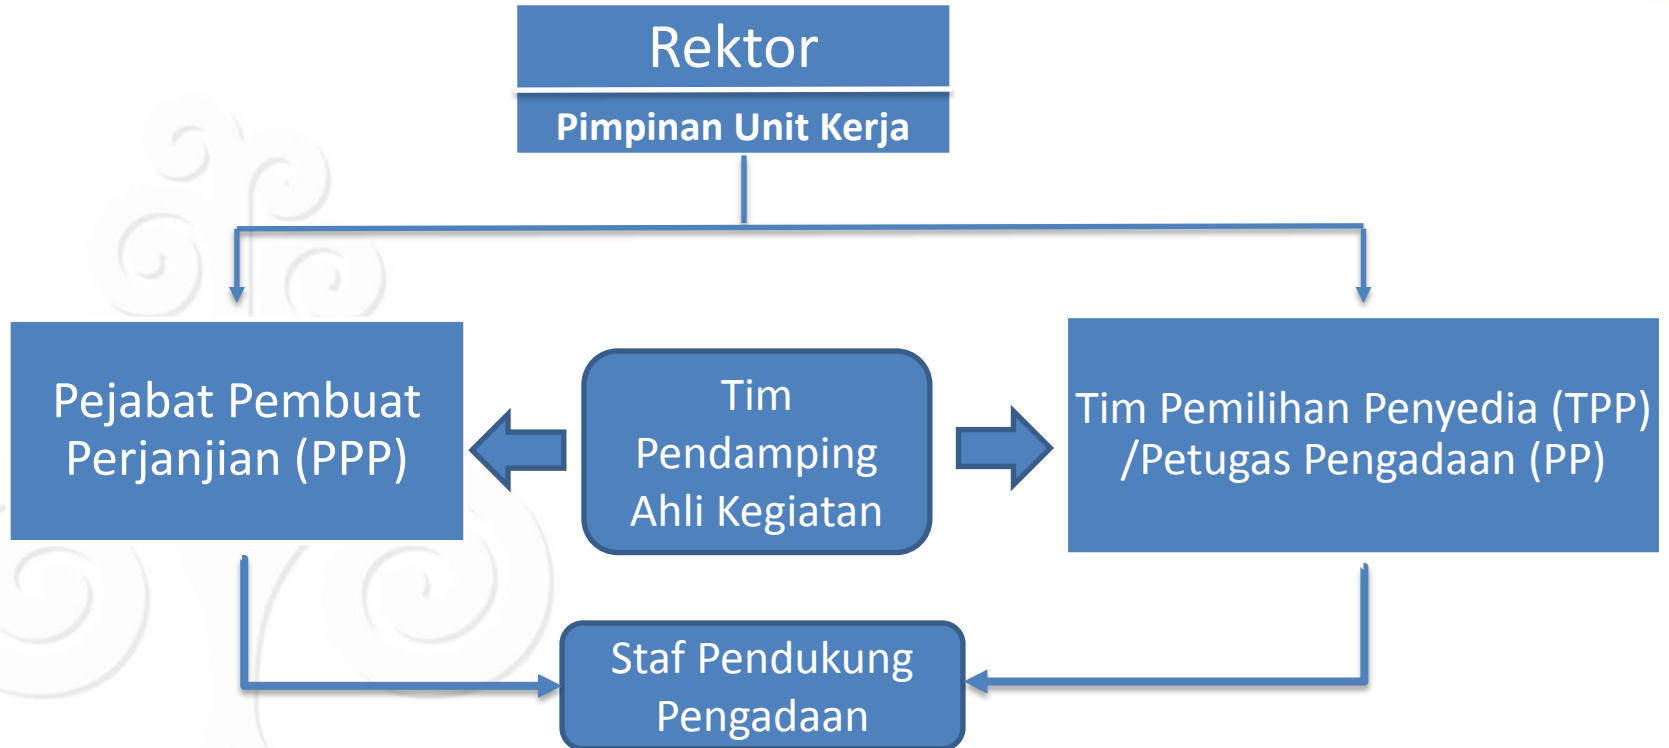 Rektor
Pimpinan Unit Kerja
Pejabat Pembuat
Perjanjian (PPP)
Tim
Pendamping
Ahli Kegiatan
Tim Pemilihan Penyedia (TPP)
/Petugas Pengadaan (PP)
Staf Pendukung
Pengadaan